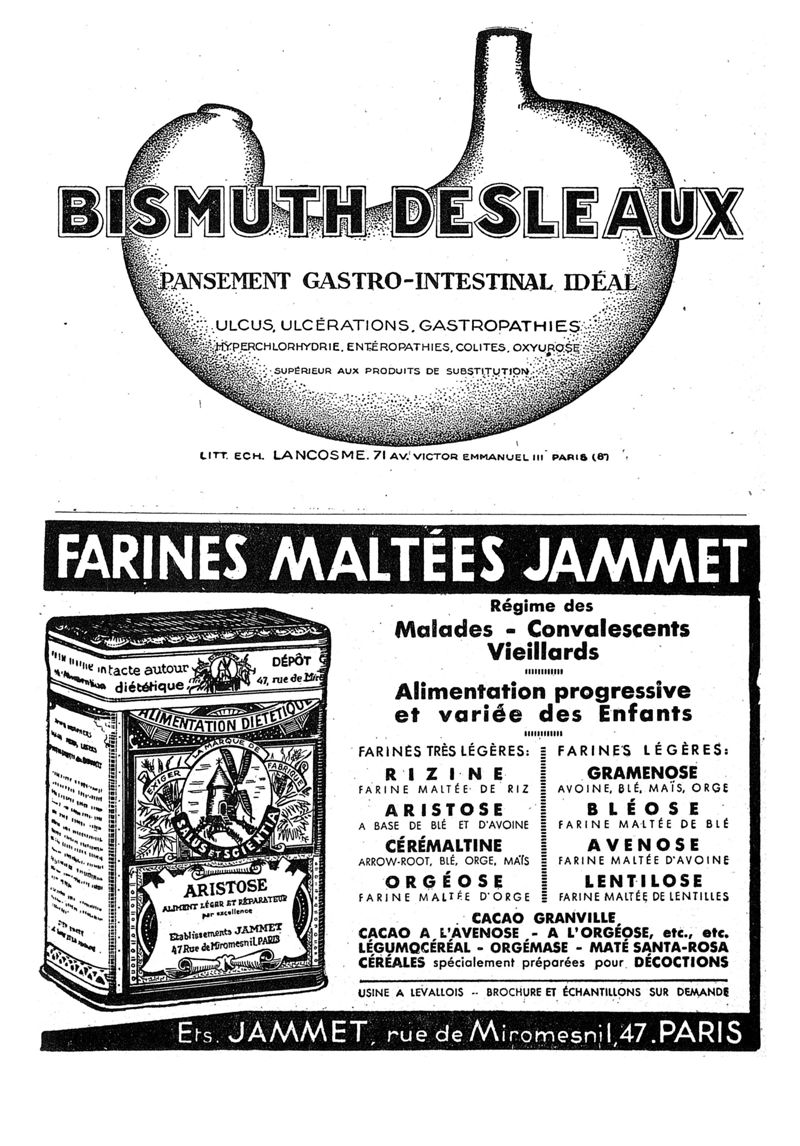 BISMUTH DESLEAUX
PANSEMENT GASTRO-INTESTINAL IDÉAL
ULCUS, ULCÉRATIONS, GASTROPATHIES
HYPERCHLORHYDRIE, ENTÉROPATHIES, COLITES, OXYUROSE
SUPÉRIEUR AUX PRODUITS DE SUBSTITUTION
LITT. ECH. LANCOSME. 71 AV. VICTOR EMMANUEL III PARIS (8e)
FARINES MALTÉES JAMMET
Régime des
Malades - Convalescents
Vieillards
Alimentation progressive
et variée des Enfants
FARINES TRÈS LÉGÈRES:
RIZINE
FARINE MALTÉE DE RIZ
ARISTOSE
A BASE DE BLÉ ET D'AVOINE
CÉRÉMALTINE
ARROW-ROOT, BLÉ, ORGE, MAÏS
ORGÉOSE
FARINE MALTÉE D'ORGE
FARINES LÉGÈRES:
GRAMENOSE
AVOINE, BLÉ, MAÏS, ORGE
BLÉOSE
FARINE MALTÉE DE BLÉ
AVENOSE
FARINE MALTÉE D'AVOINE
LENTILOSE
FARINE MALTÉE DE LENTILLES
CACAO GRANVILLE
CACAO A L'AVENOSE - A L'ORGÉOSE, etc., etc.
LÉGUMOCÉRÉAL - ORGÉMASE - MATÉ SANTA-ROSA
CÉRÉALES spécialement préparées pour DÉCOCTIONS
USINE A LEVALLOIS -- BROCHURE ET ÉCHANTILLONS SUR DEMANDE
intacte autour
diététique
DÉPÔT
47, rue de Miro
ALIMENTATION DIETETIQUE
EXIGER LA MARQUE DE FABRIQUE
SANUS ET SCIENTIA
ARISTOSE
ALIMENT LÉGER ET RÉPARATEUR
par excellence
Etablissements JAMMET
47 Rue de Miromesnil, PARIS
Ets. JAMMET, rue de Miromesnil, 47. PARIS